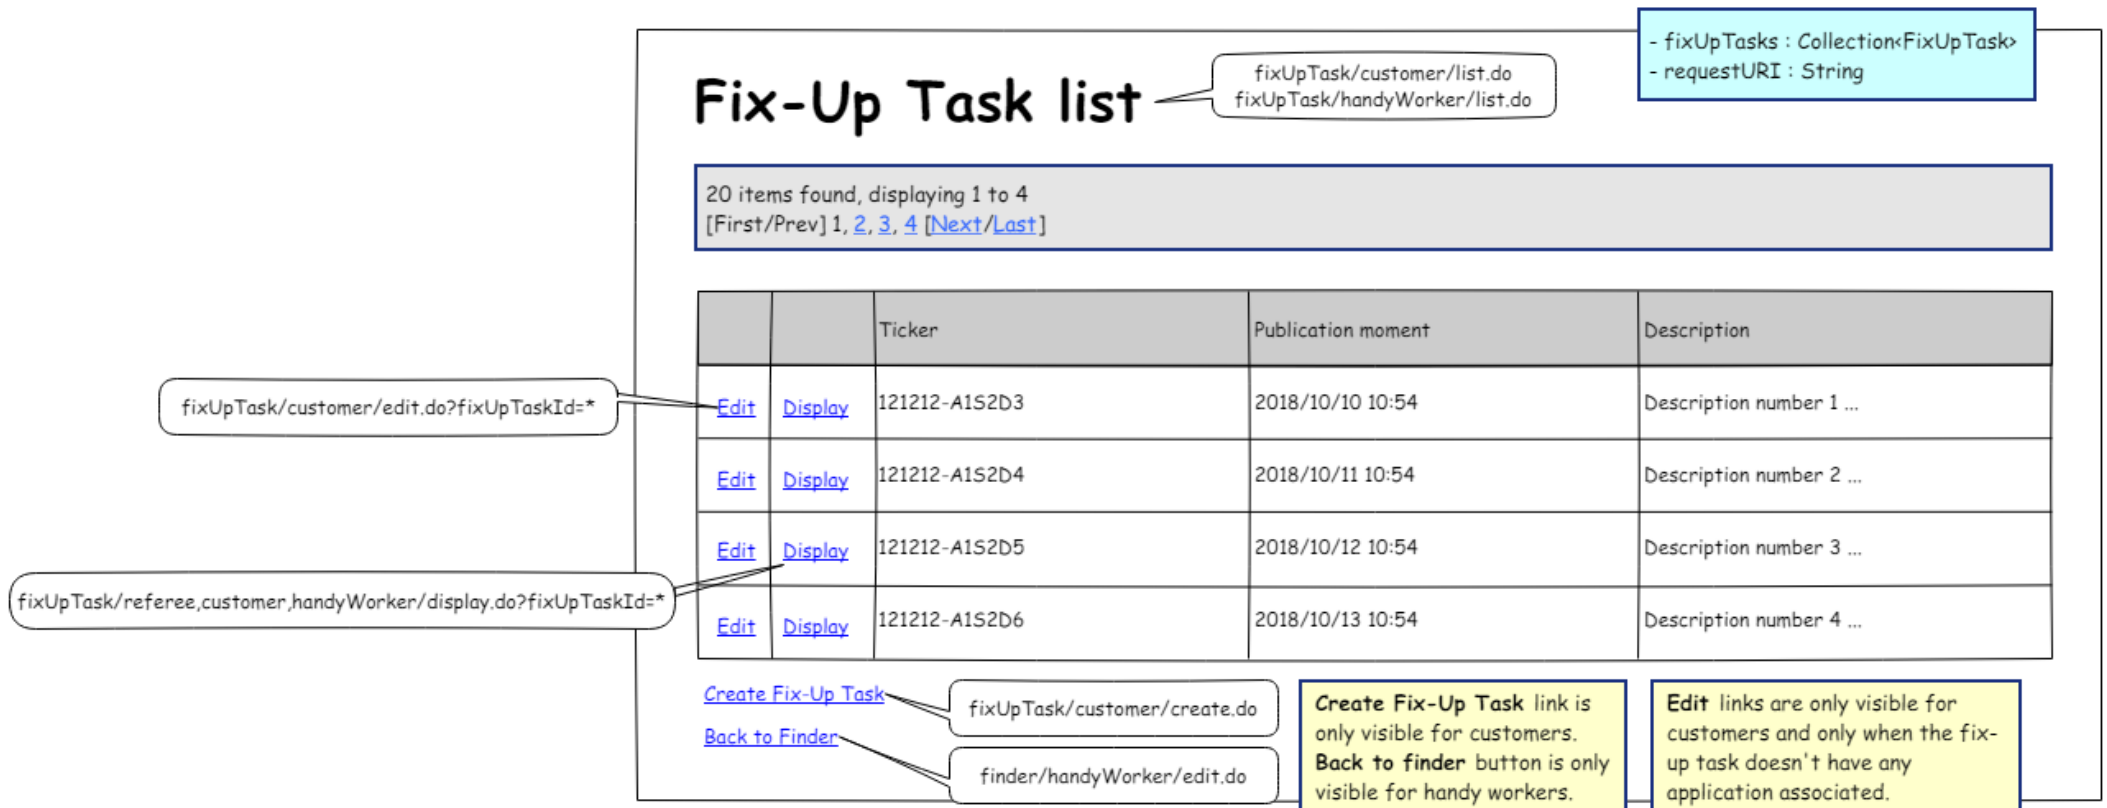 - fixUpTasks : Collection<FixUpTask>
- requestURI : String
Fix-Up Task list
fixUpTask/customer/list.do
fixUpTask/handyWorker/list.do
20 items found, displaying 1 to 4
[First/Prev] 1, 2, 3, 4 [Next/Last]
Ticker Publication moment Description
fixUpTask/customer/edit.do?fixUpTaskId=*
Edit Display 121212-A1S2D3 2018/10/10 10:54 Description number 1 ...
Edit Display 121212-A1S2D4 2018/10/11 10:54 Description number 2 ...
Edit Display 121212-A1S2D5 2018/10/12 10:54 Description number 3 ...
fixUpTask/referee,customer,handyWorker/display.do?fixUpTaskId=*
Edit Display 121212-A1S2D6 2018/10/13 10:54 Description number 4 ...
Create Fix-Up Task
fixUpTask/customer/create.do
Back to Finder
finder/handyWorker/edit.do
Create Fix-Up Task link is
only visible for customers.
Back to finder button is only
visible for handy workers.
Edit links are only visible for
customers and only when the fix-
up task doesn't have any
application associated.